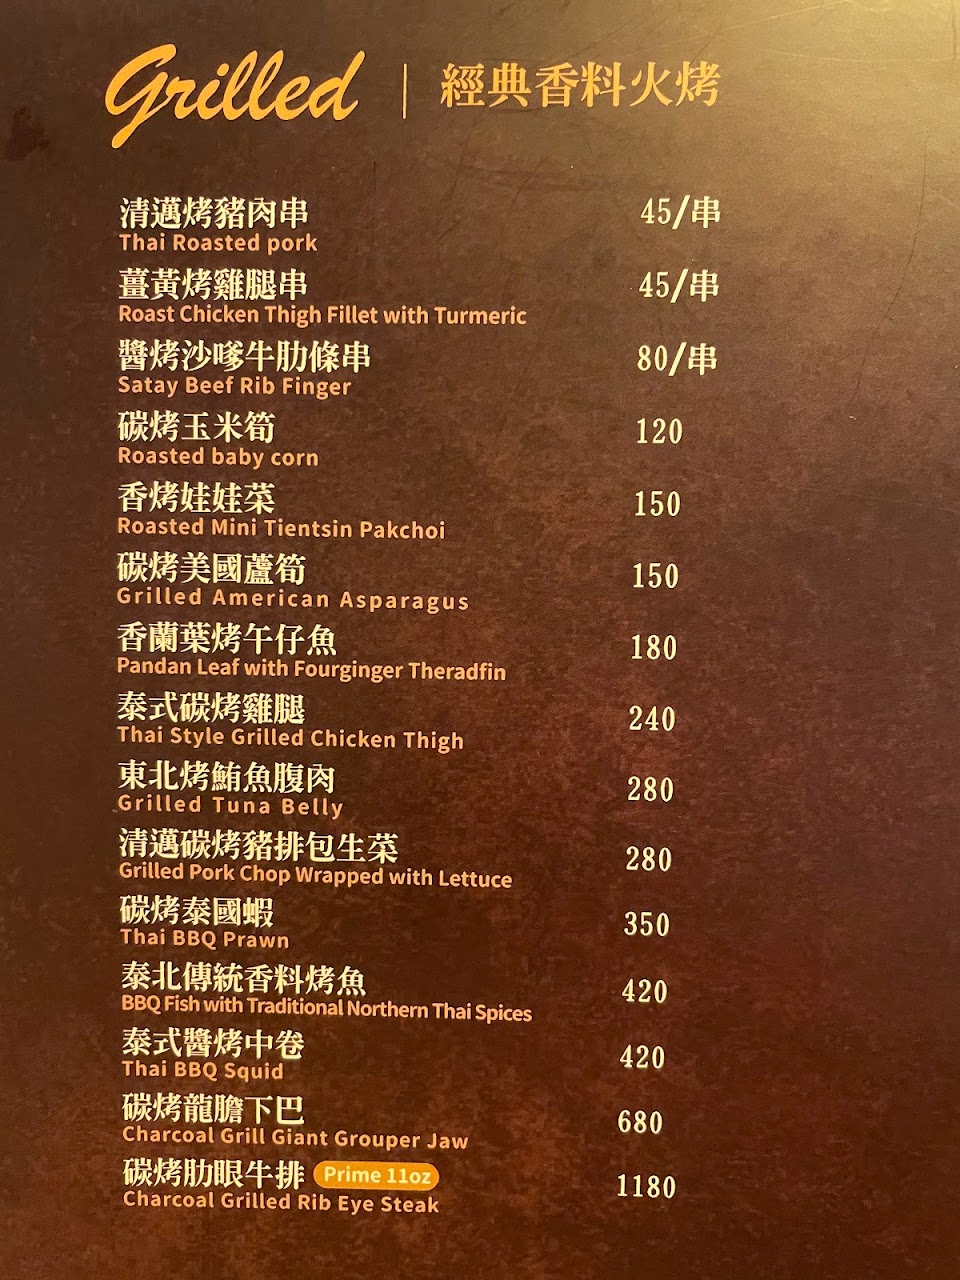 Grilled | 經典香料火烤
清邁烤豬肉串 45/串
Thai Roasted pork
薑黃烤雞腿串 45/串
Roast Chicken Thigh Fillet with Turmeric
醬烤沙嗲牛肋條串 80/串
Satay Beef Rib Finger
碳烤玉米筍 120
Roasted baby corn
香烤娃娃菜 150
Roasted Mini Tientsin Pakchoi
碳烤美國蘆筍 150
Grilled American Asparagus
香蘭葉烤午仔魚 180
Pandan Leaf with Fourginger Theradfin
泰式碳烤雞腿 240
Thai Style Grilled Chicken Thigh
東北烤鮪魚腹肉 280
Grilled Tuna Belly
清邁碳烤豬排包生菜 280
Grilled Pork Chop Wrapped with Lettuce
碳烤泰國蝦 350
Thai BBQ Prawn
泰北傳統香料烤魚 420
BBQ Fish with Traditional Northern Thai Spices
泰式醬烤中卷 420
Thai BBQ Squid
碳烤龍膽下巴 680
Charcoal Grill Giant Grouper Jaw
碳烤肋眼牛排 Prime 11oz 1180
Charcoal Grilled Rib Eye Steak